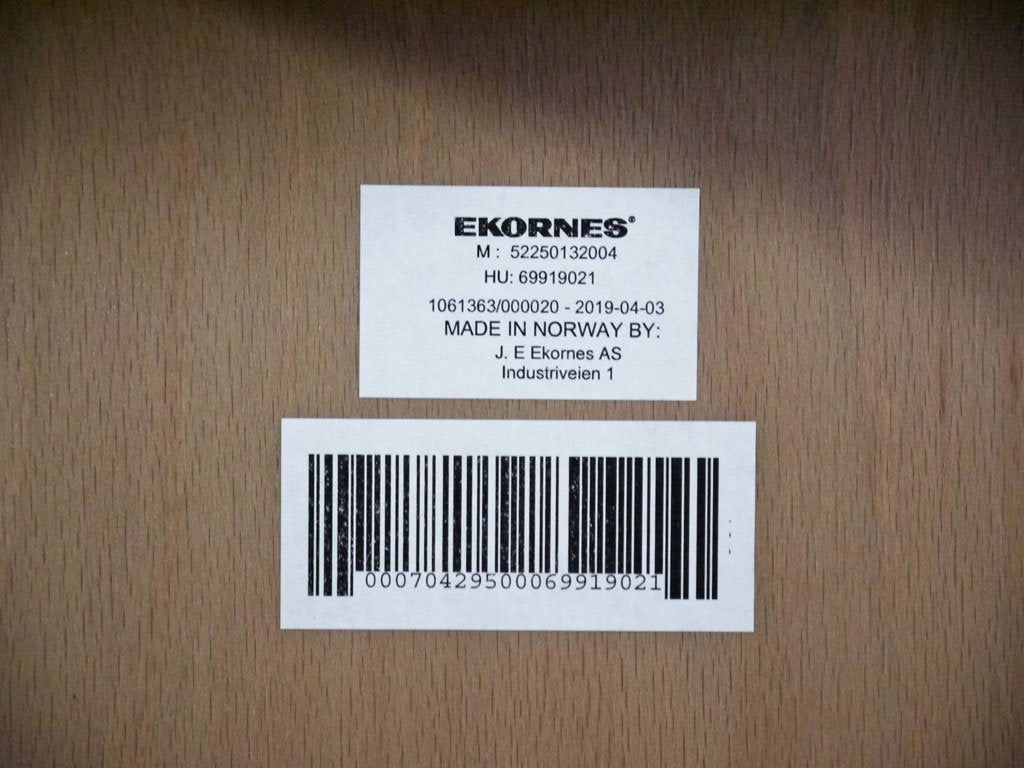 EKORNES®
M : 52250132004
HU: 69919021
1061363/000020 - 2019-04-03
MADE IN NORWAY BY:
J. E Ekornes AS
Industriveien 1
00070429500069919021